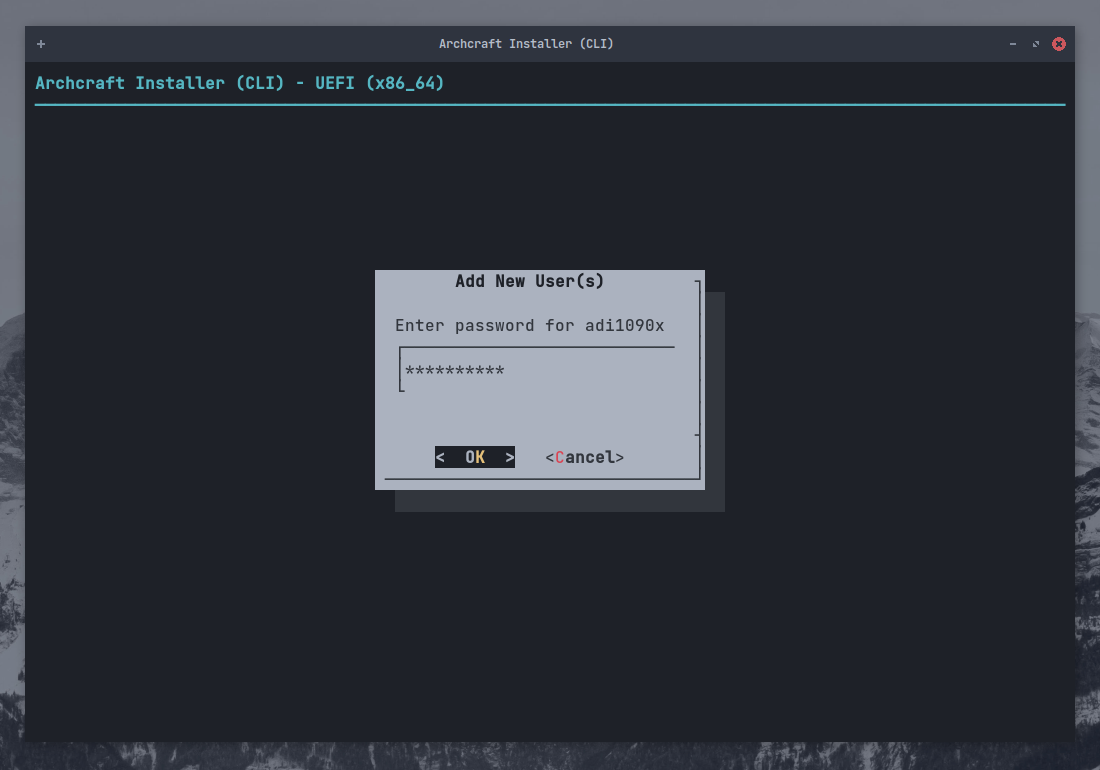 Archcraft Installer (CLI)
Archcraft Installer (CLI) - UEFI (x86_64)
Add New User(s)
Enter password for adi1090x
**********
<  OK  > <Cancel>